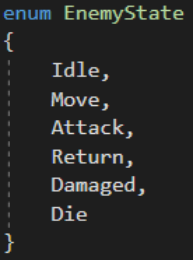 enum EnemyState
{
    Idle,
    Move,
    Attack,
    Return,
    Damaged,
    Die
}